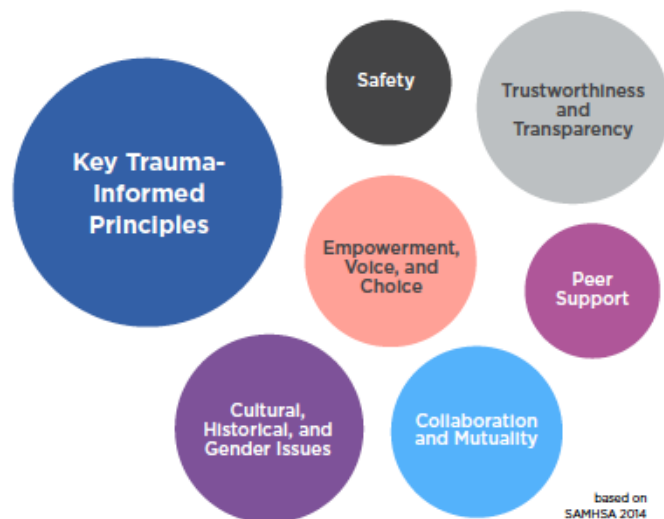 Key Trauma-
Informed
Principles
Safety
Trustworthiness
and
Transparency
Empowerment,
Voice, and
Choice
Peer
Support
Cultural,
Historical, and
Gender Issues
Collaboration
and Mutuality
based on
SAMHSA 2014